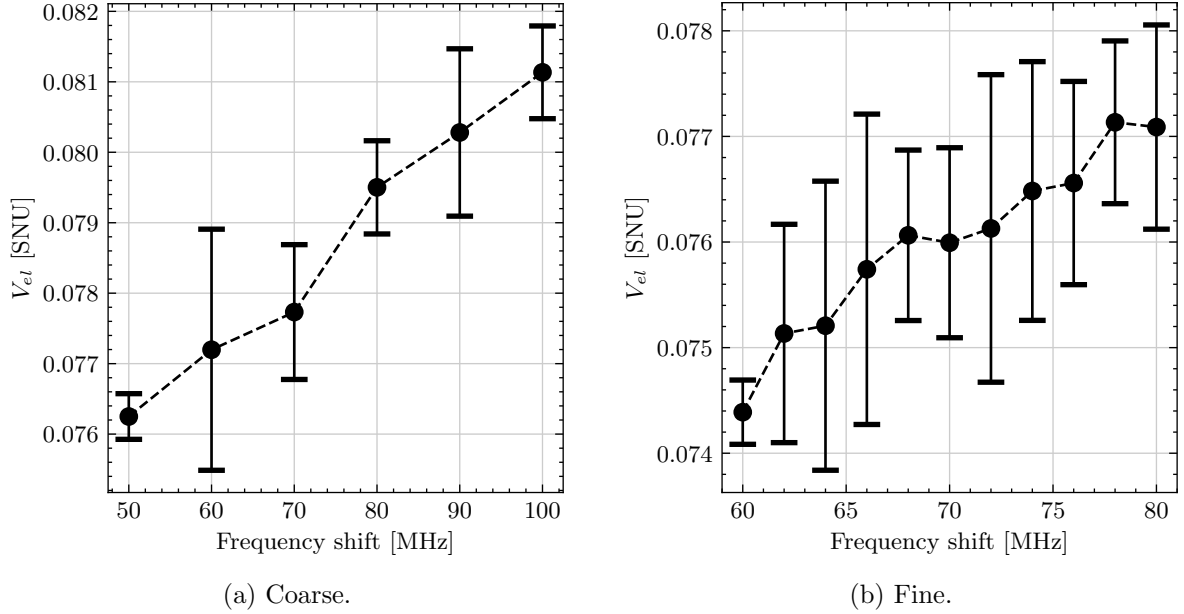 0.082
0.081
0.080
0.079
0.078
0.077
0.076
V_el [SNU]
50 60 70 80 90 100
Frequency shift [MHz]
(a) Coarse.
0.078
0.077
0.076
0.075
0.074
V_el [SNU]
60 65 70 75 80
Frequency shift [MHz]
(b) Fine.